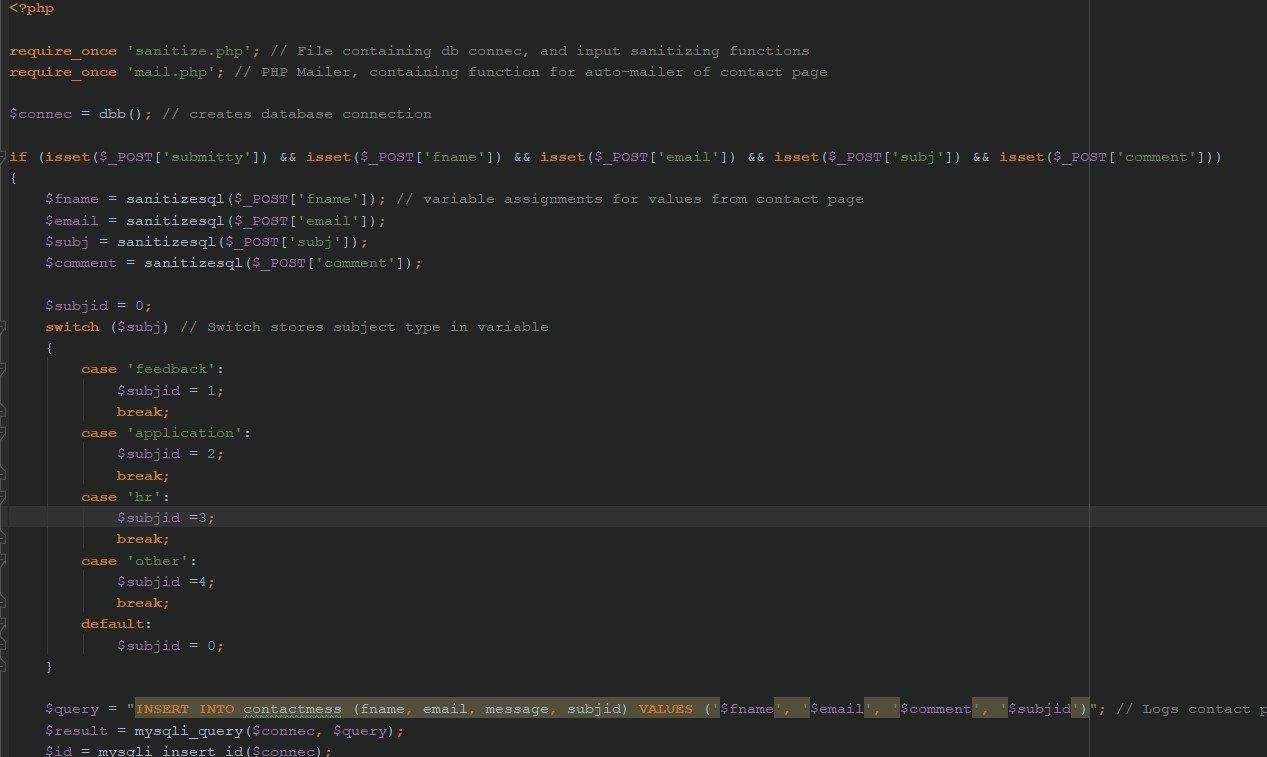 <?php
require_once 'sanitize.php'; // File containing db connec, and input sanitizing functions
require_once 'mail.php'; // PHP Mailer, containing function for auto-mailer of contact page
$connec = dbb(); // creates database connection
if (isset($_POST['submitty']) && isset($_POST['fname']) && isset($_POST['email']) && isset($_POST['subj']) && isset($_POST['comment']))
{
$fname = sanitizesql($_POST['fname']); // variable assignments for values from contact page
$email = sanitizesql($_POST['email']);
$subj = sanitizesql($_POST['subj']);
$comment = sanitizesql($_POST['comment']);
$subjid = 0;
switch ($subj) // Switch stores subject type in variable
{
case 'feedback':
$subjid = 1;
break;
case 'application':
$subjid = 2;
break;
case 'hr':
$subjid =3;
break;
case 'other':
$subjid =4;
break;
default:
$subjid = 0;
}
$query = "INSERT INTO contactmess (fname, email, message, subjid) VALUES ('$fname', '$email', '$comment', '$subjid')"; // Logs contact
$result = mysqli_query($connec, $query);
$id = mysqli_insert_id($connec);